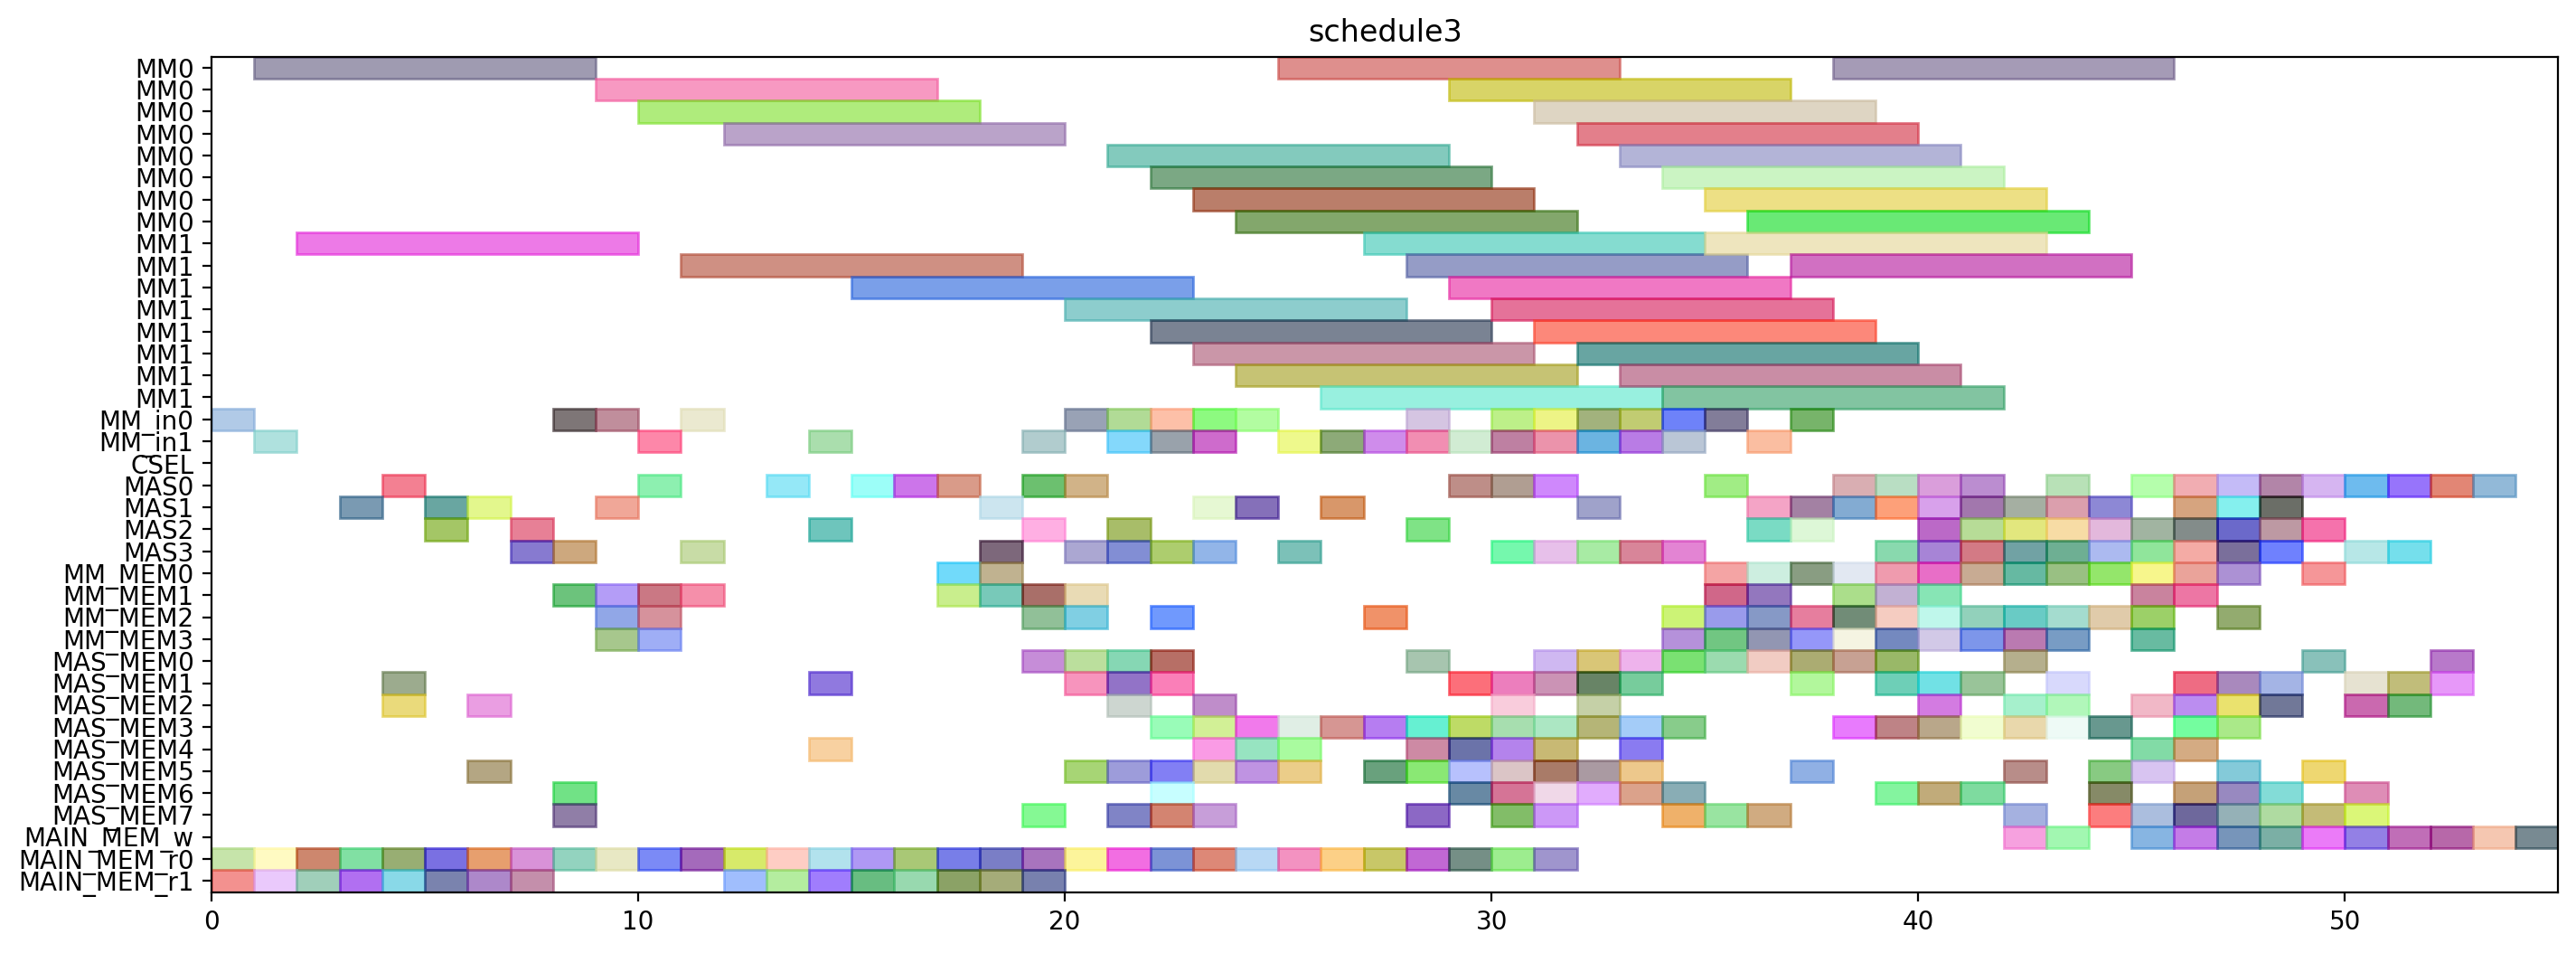 schedule3
MM0
MM0
MM0
MM0
MM0
MM0
MM0
MM0
MM1
MM1
MM1
MM1
MM1
MM1
MM1
MM1
MM_in0
MM_in1
CSEL
MAS0
MAS1
MAS2
MAS3
MM_MEM0
MM_MEM1
MM_MEM2
MM_MEM3
MAS_MEM0
MAS_MEM1
MAS_MEM2
MAS_MEM3
MAS_MEM4
MAS_MEM5
MAS_MEM6
MAS_MEM7
MAIN_MEM_w
MAIN_MEM_r0
MAIN_MEM_r1
0 10 20 30 40 50